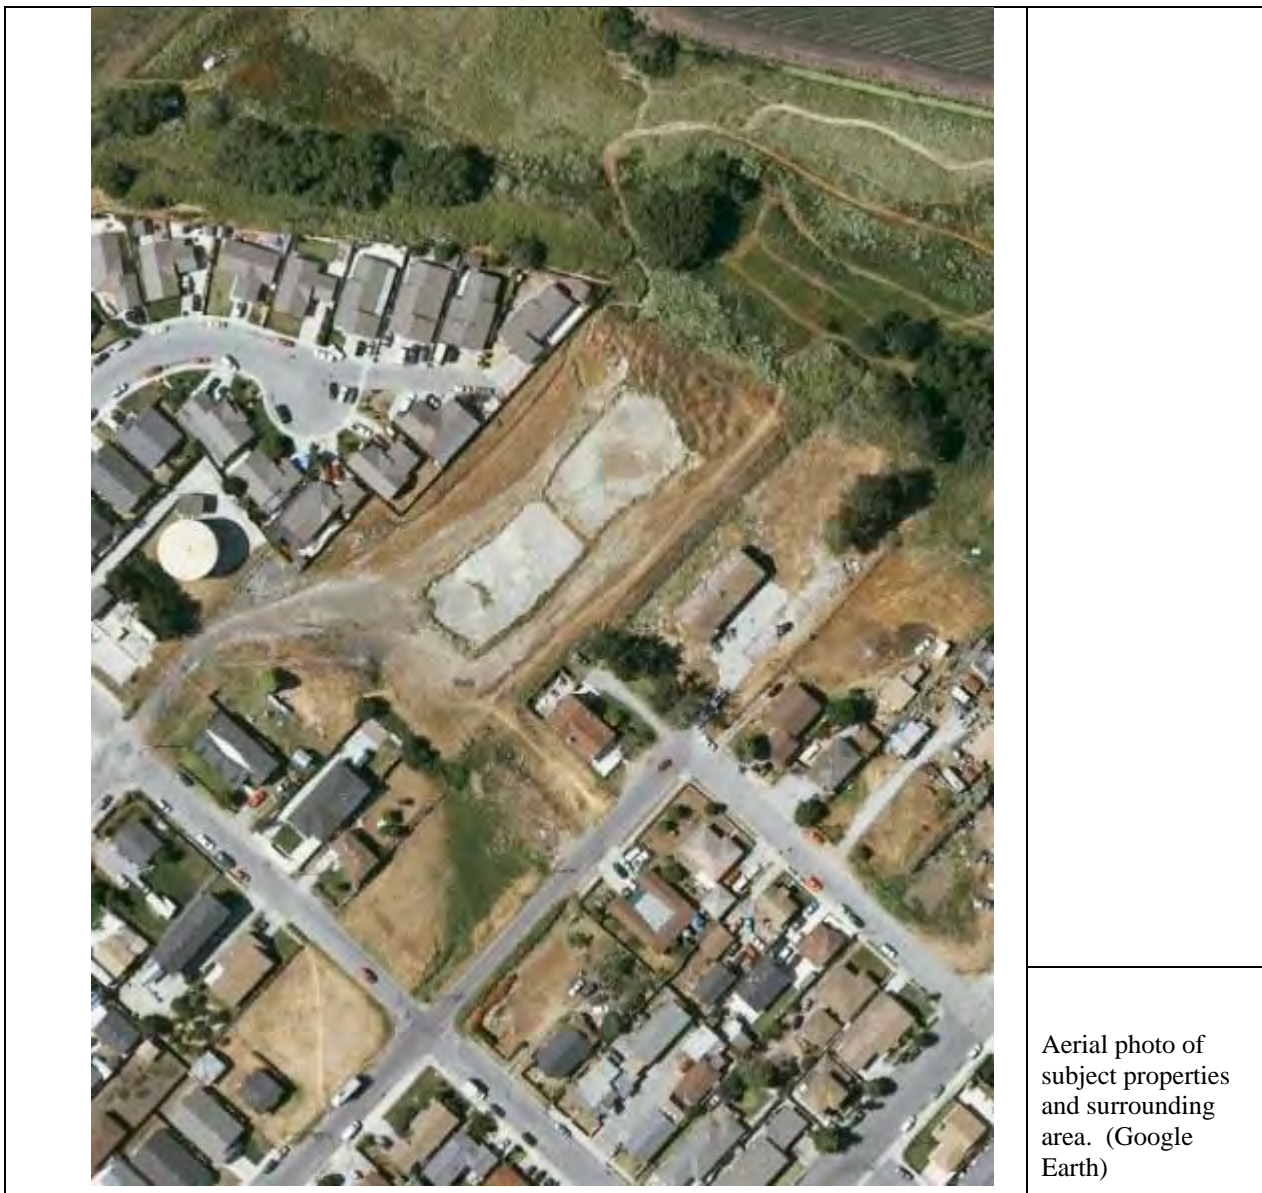 Aerial photo of
subject properties
and surrounding
area.  (Google
Earth)